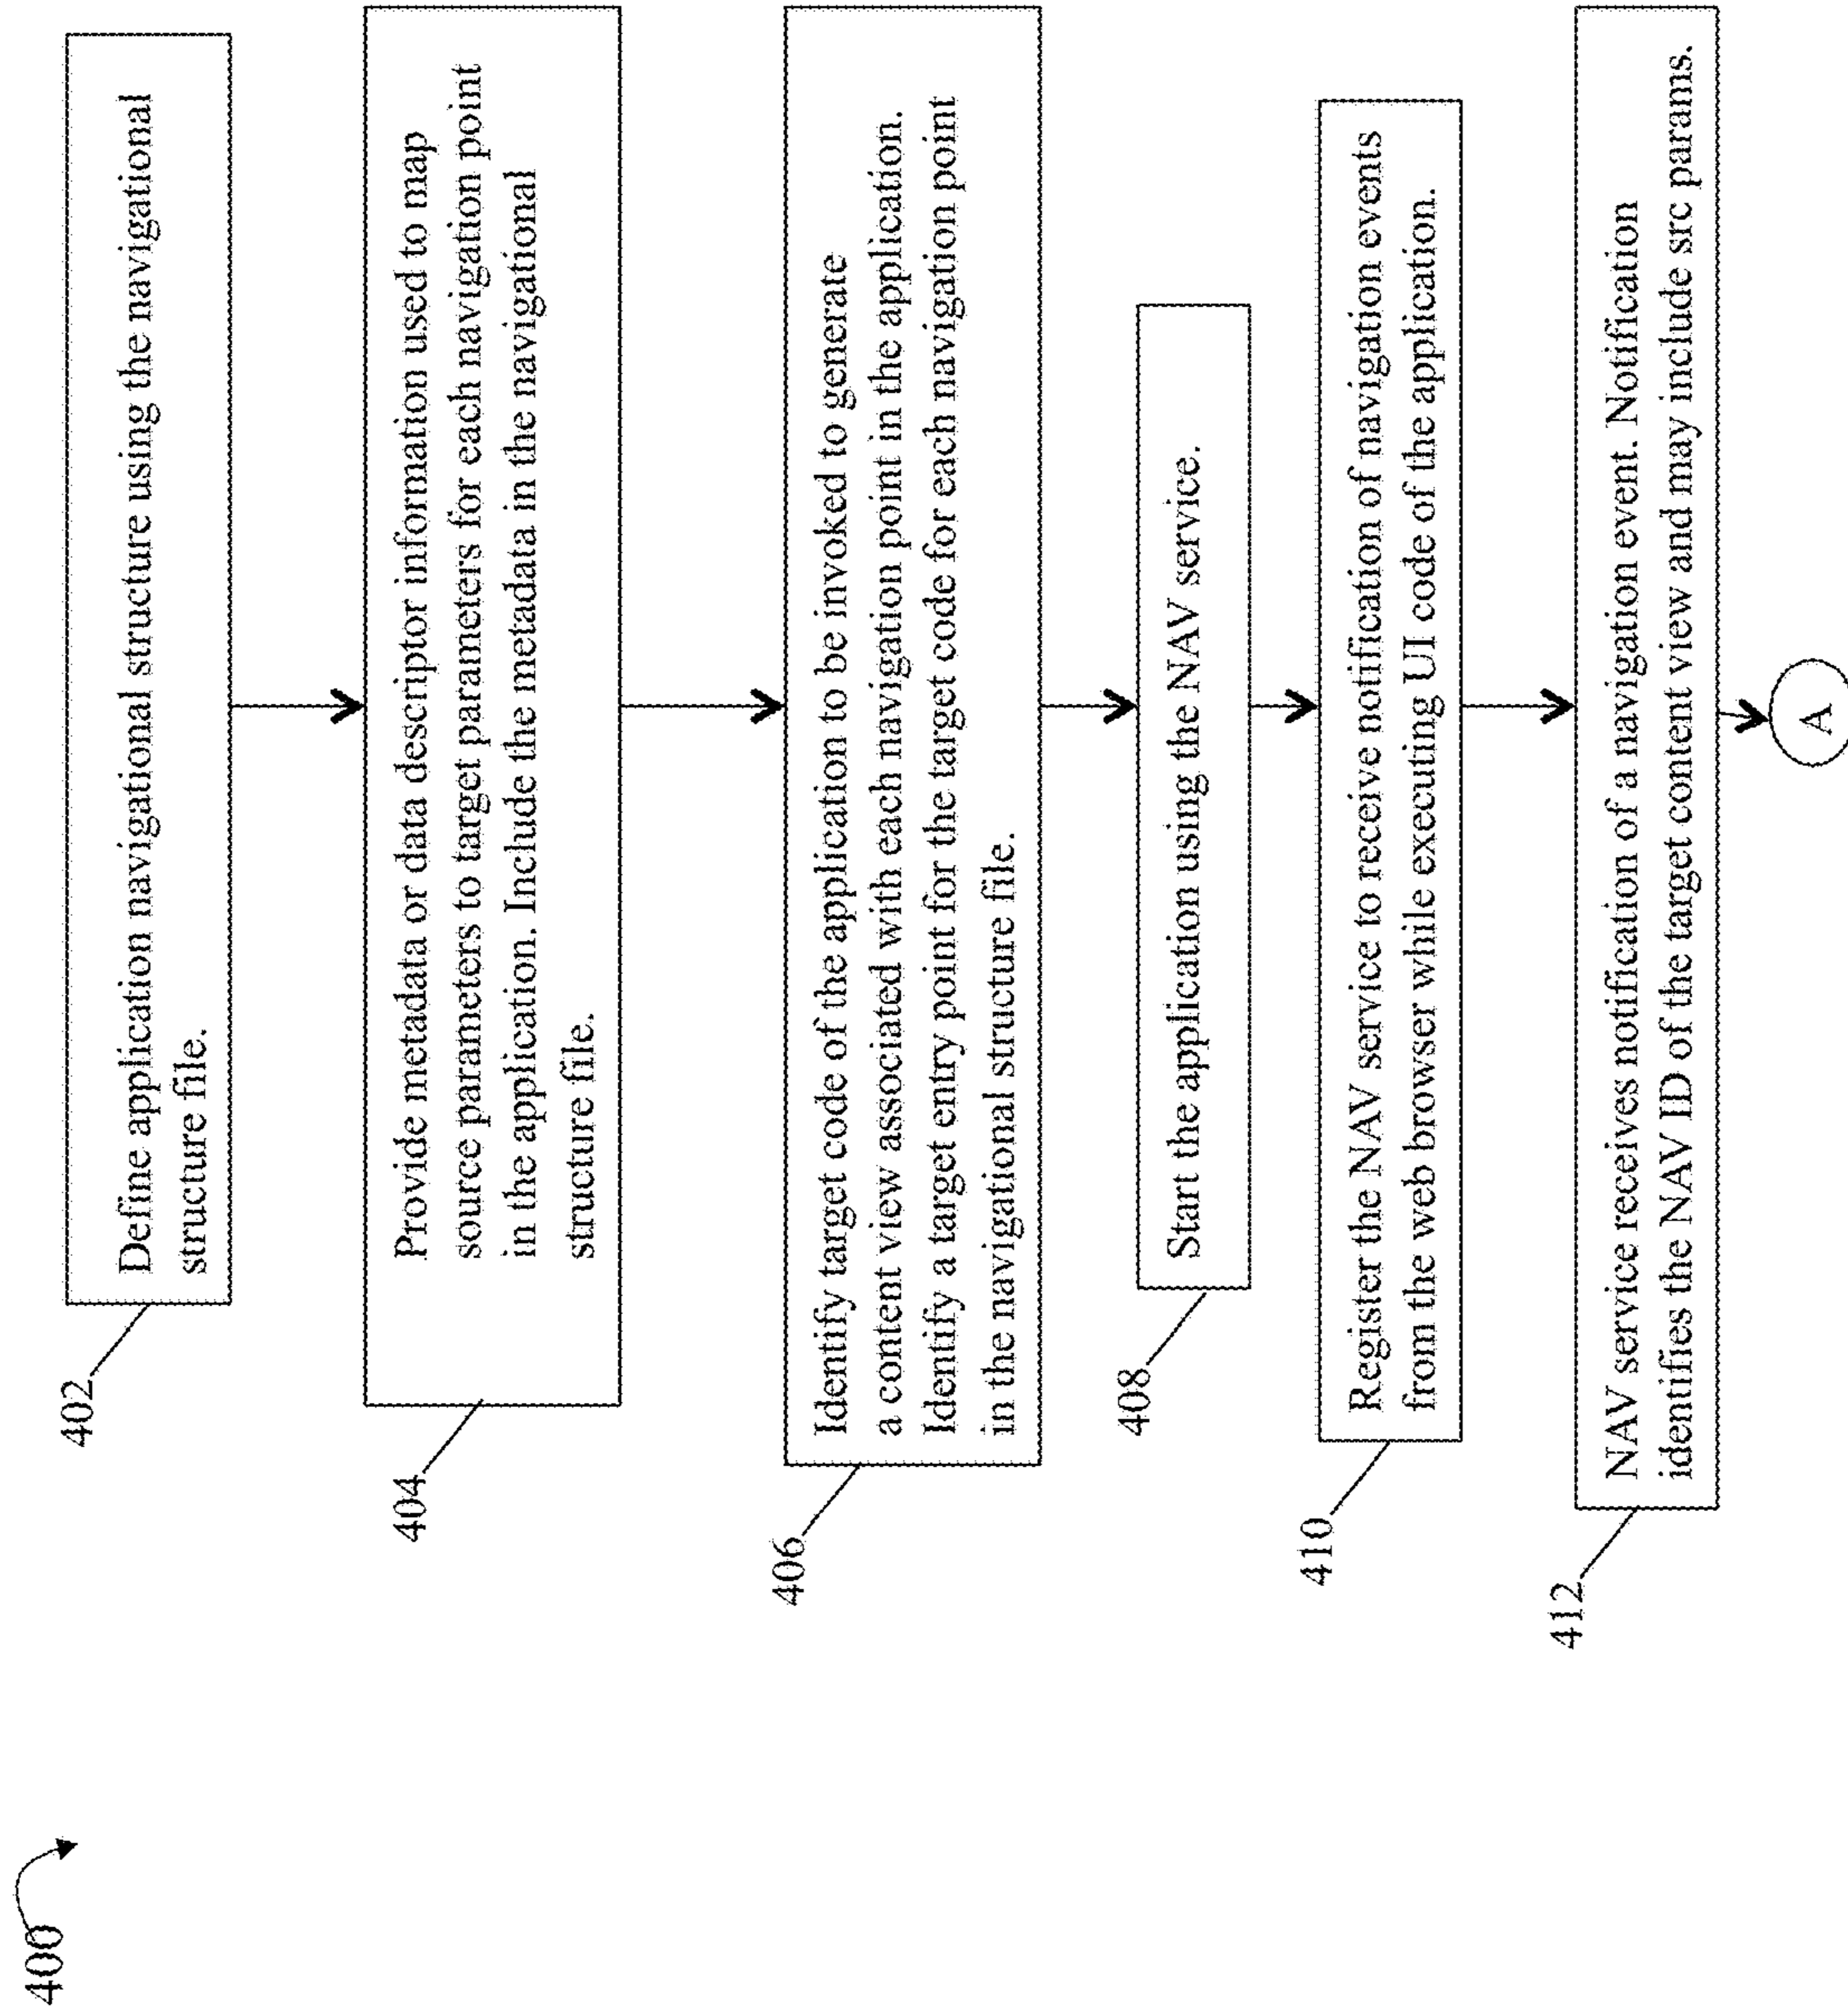 400
402
Define application navigational structure using the navigational
structure file.
404
Provide metadata or data descriptor information used to map
source parameters to target parameters for each navigation point
in the application. Include the metadata in the navigational
structure file.
406
Identify target code of the application to be invoked to generate
a content view associated with each navigation point in the application.
Identify a target entry point for the target code for each navigation point
in the navigational structure file.
408
Start the application using the NAV service.
410
Register the NAV service to receive notification of navigation events
from the web browser while executing UI code of the application.
412
NAV service receives notification of a navigation event. Notification
identifies the NAV ID of the target content view and may include src params.
A